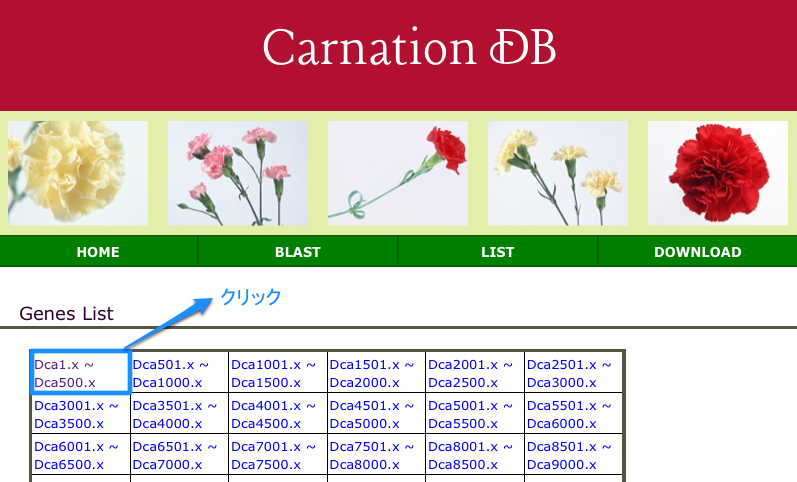 Carnation DB
HOME BLAST LIST DOWNLOAD
クリック
Genes List
Dca1.x ~ Dca501.x ~ Dca1001.x ~ Dca1501.x ~ Dca2001.x ~ Dca2501.x ~
Dca500.x Dca1000.x Dca1500.x Dca2000.x Dca2500.x Dca3000.x
Dca3001.x ~ Dca3501.x ~ Dca4001.x ~ Dca4501.x ~ Dca5001.x ~ Dca5501.x ~
Dca3500.x Dca4000.x Dca4500.x Dca5000.x Dca5500.x Dca6000.x
Dca6001.x ~ Dca6501.x ~ Dca7001.x ~ Dca7501.x ~ Dca8001.x ~ Dca8501.x ~
Dca6500.x Dca7000.x Dca7500.x Dca8000.x Dca8500.x Dca9000.x